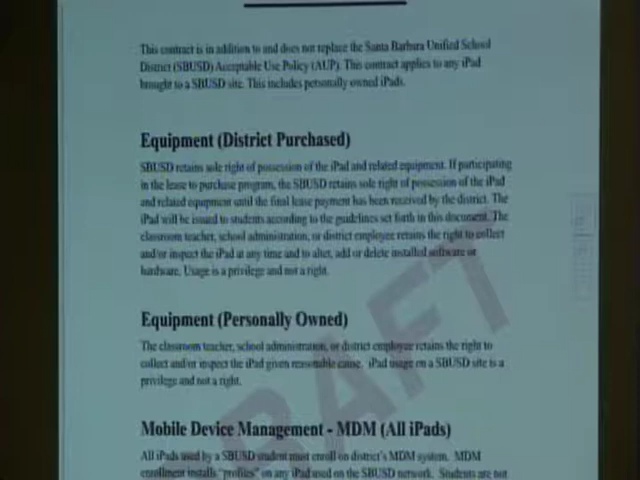 This contract is in addition to and does not replace the Santa Barbara Unified School
District (SBUSD) Acceptable Use Policy (AUP). This contract applies to any iPad
brought to a SBUSD site. This includes personally owned iPads.
Equipment (District Purchased)
SBUSD retains sole right of possession of the iPad and related equipment. If participating
in the lease to purchase program, the SBUSD retains sole right of possession of the iPad
and related equipment until the final lease payment has been received by the district. The
iPad will be issued to students according to the guidelines set forth in this document. The
classroom teacher, school administration, or district employee retains the right to collect
and/or inspect the iPad at any time and to alter, add or delete installed software or
hardware. Usage is a privilege and not a right.
Equipment (Personally Owned)
The classroom teacher, school administration, or district employee retains the right to
collect and/or inspect the iPad given reasonable cause. iPad usage on a SBUSD site is a
privilege and not a right.
Mobile Device Management - MDM (All iPads)
All iPads used by a SBUSD student must enroll on district's MDM system. MDM
enrollment installs "profiles" on any iPad used on the SBUSD network. Students are not
DRAFT